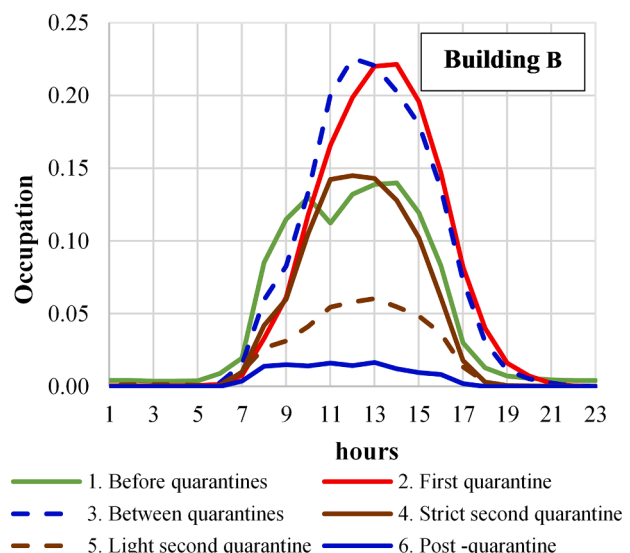 0.25
Building B
0.20
0.15
0.10
0.05
0.00
Occupation
1 3 5 7 9 11 13 15 17 19 21 23
hours
1. Before quarantines 2. First quarantine
3. Between quarantines 4. Strict second quarantine
5. Light second quarantine 6. Post -quarantine